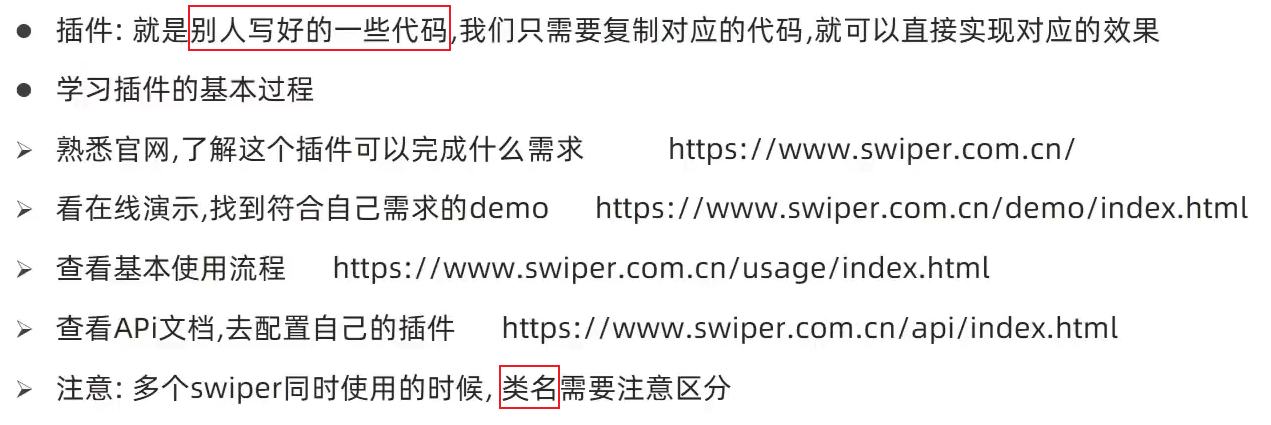 ● 插件: 就是别人写好的一些代码,我们只需要复制对应的代码,就可以直接实现对应的效果
● 学习插件的基本过程
➢ 熟悉官网,了解这个插件可以完成什么需求 https://www.swiper.com.cn/
➢ 看在线演示,找到符合自己需求的demo https://www.swiper.com.cn/demo/index.html
➢ 查看基本使用流程 https://www.swiper.com.cn/usage/index.html
➢ 查看APi文档,去配置自己的插件 https://www.swiper.com.cn/api/index.html
➢ 注意: 多个swiper同时使用的时候, 类名需要注意区分